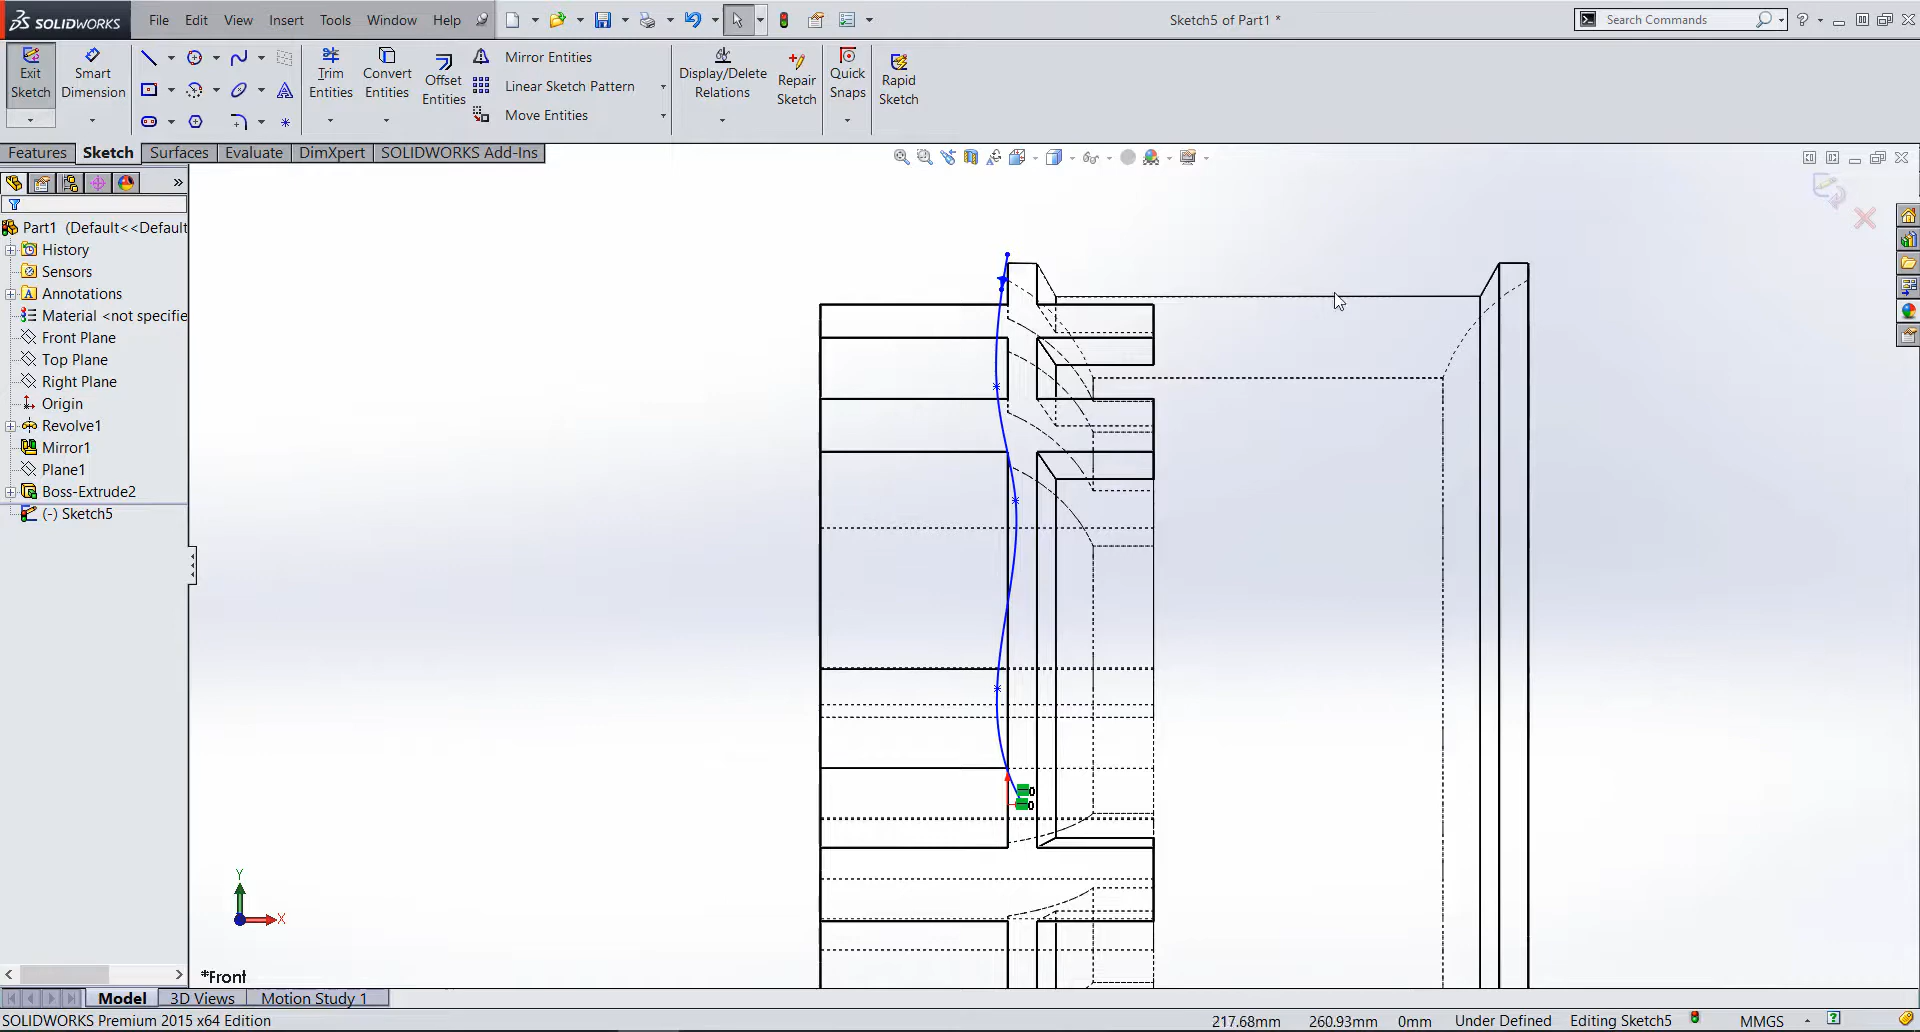 SOLIDWORKS File Edit View Insert Tools Window Help Sketch5 of Part1 * Search Commands ?
Exit Sketch
Smart Dimension
Trim Entities
Convert Entities
Offset Entities
Mirror Entities
Linear Sketch Pattern
Move Entities
Display/Delete Relations
Repair Sketch
Quick Snaps
Rapid Sketch
Features Sketch Surfaces Evaluate DimXpert SOLIDWORKS Add-Ins
Part1 (Default<<Default
History
Sensors
Annotations
Material <not specifie
Front Plane
Top Plane
Right Plane
Origin
Revolve1
Mirror1
Plane1
Boss-Extrude2
(-) Sketch5
0
0
Y
X
*Front
Model 3D Views Motion Study 1
SOLIDWORKS Premium 2015 x64 Edition 217.68mm 260.93mm 0mm Under Defined Editing Sketch5 MMGS ?